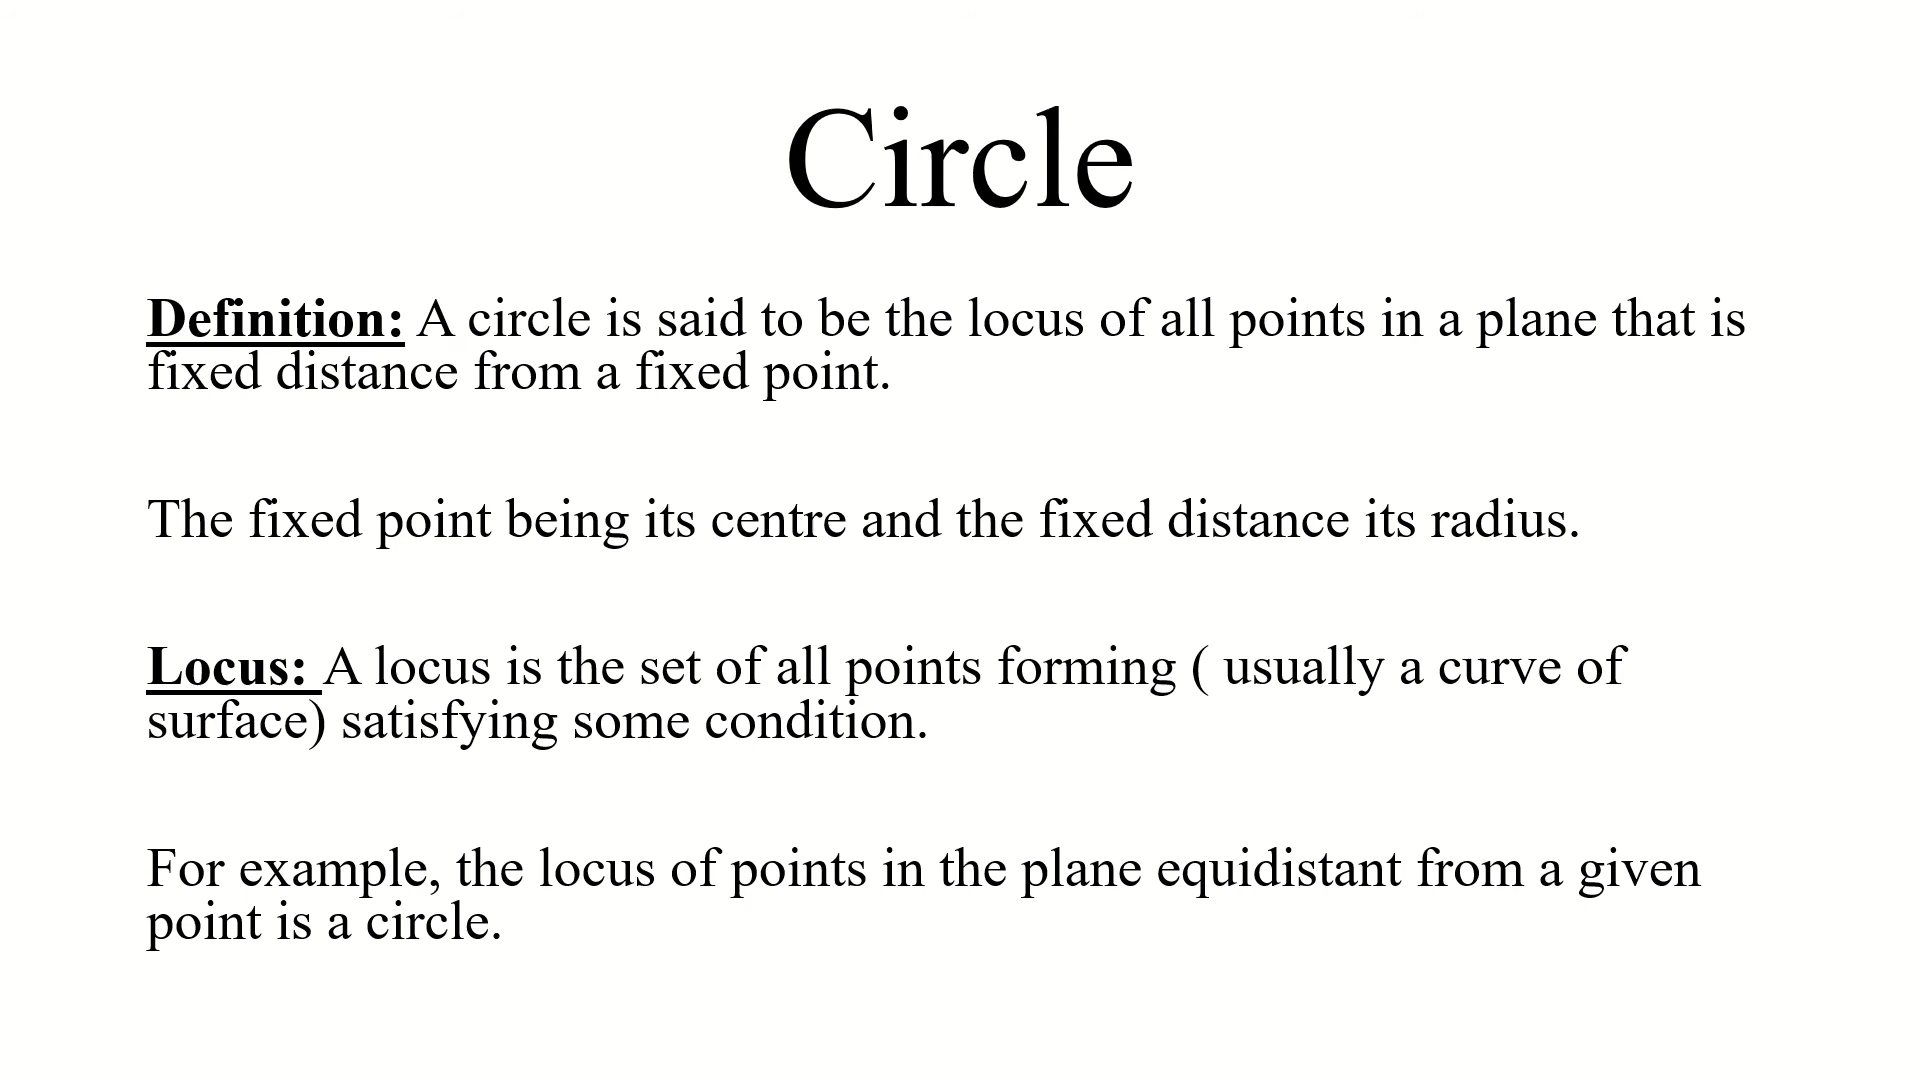 Circle
Definition: A circle is said to be the locus of all points in a plane that is
fixed distance from a fixed point.
The fixed point being its centre and the fixed distance its radius.
Locus: A locus is the set of all points forming ( usually a curve of
surface) satisfying some condition.
For example, the locus of points in the plane equidistant from a given
point is a circle.